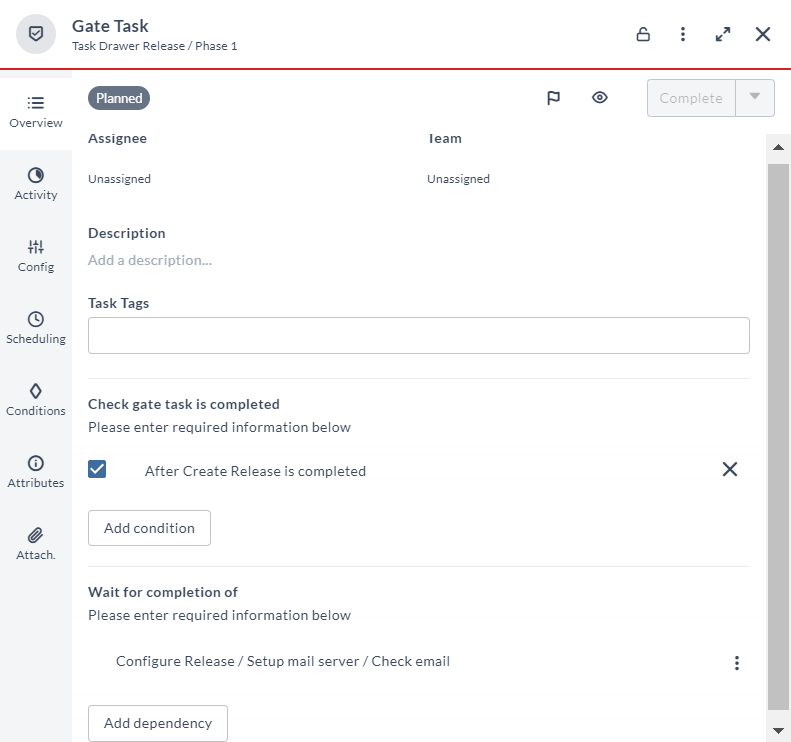 Gate Task
Task Drawer Release / Phase 1
Overview
Activity
Config
Scheduling
Conditions
Attributes
Attach.
Planned
Complete
Assignee
Team
Unassigned
Unassigned
Description
Add a description...
Task Tags
Check gate task is completed
Please enter required information below
After Create Release is completed
Add condition
Wait for completion of
Please enter required information below
Configure Release / Setup mail server / Check email
Add dependency